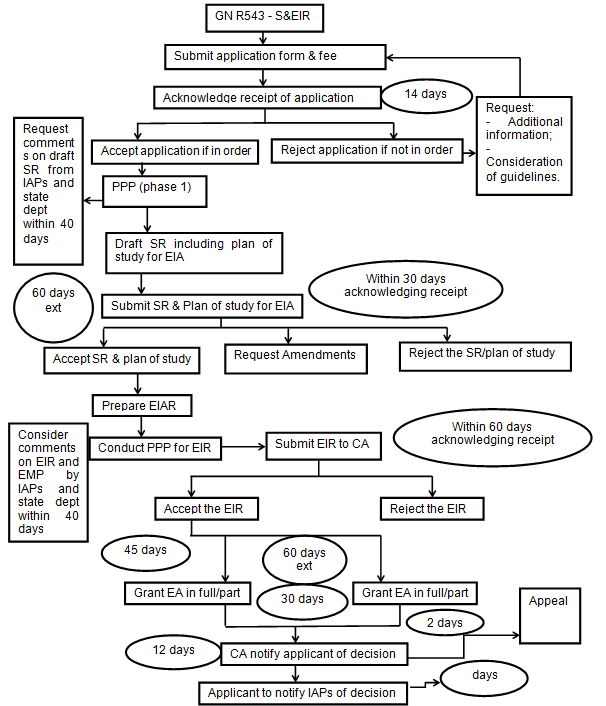 GN R543 - S&EIR
Submit application form & fee
Acknowledge receipt of application
14 days
Request:
- Additional
information;
-
Consideration
of guidelines.
Request
comment
s on draft
SR from
IAPs and
state dept
within 40
days
Accept application if in order
Reject application if not in order
PPP (phase 1)
Draft SR including plan of
study for EIA
60 days
ext
Within 30 days
acknowledging receipt
Submit SR & Plan of study for EIA
Accept SR & plan of study
Request Amendments
Reject the SR/plan of study
Prepare EIAR
Consider
comments
on EIR and
EMP by
IAPs and
state dept
within 40
days
Conduct PPP for EIR
Submit EIR to CA
Within 60 days
acknowledging receipt
Accept the EIR
Reject the EIR
45 days
60 days
ext
Grant EA in full/part
30 days
Grant EA in full/part
Appeal
2 days
12 days
CA notify applicant of decision
days
Applicant to notify IAPs of decision